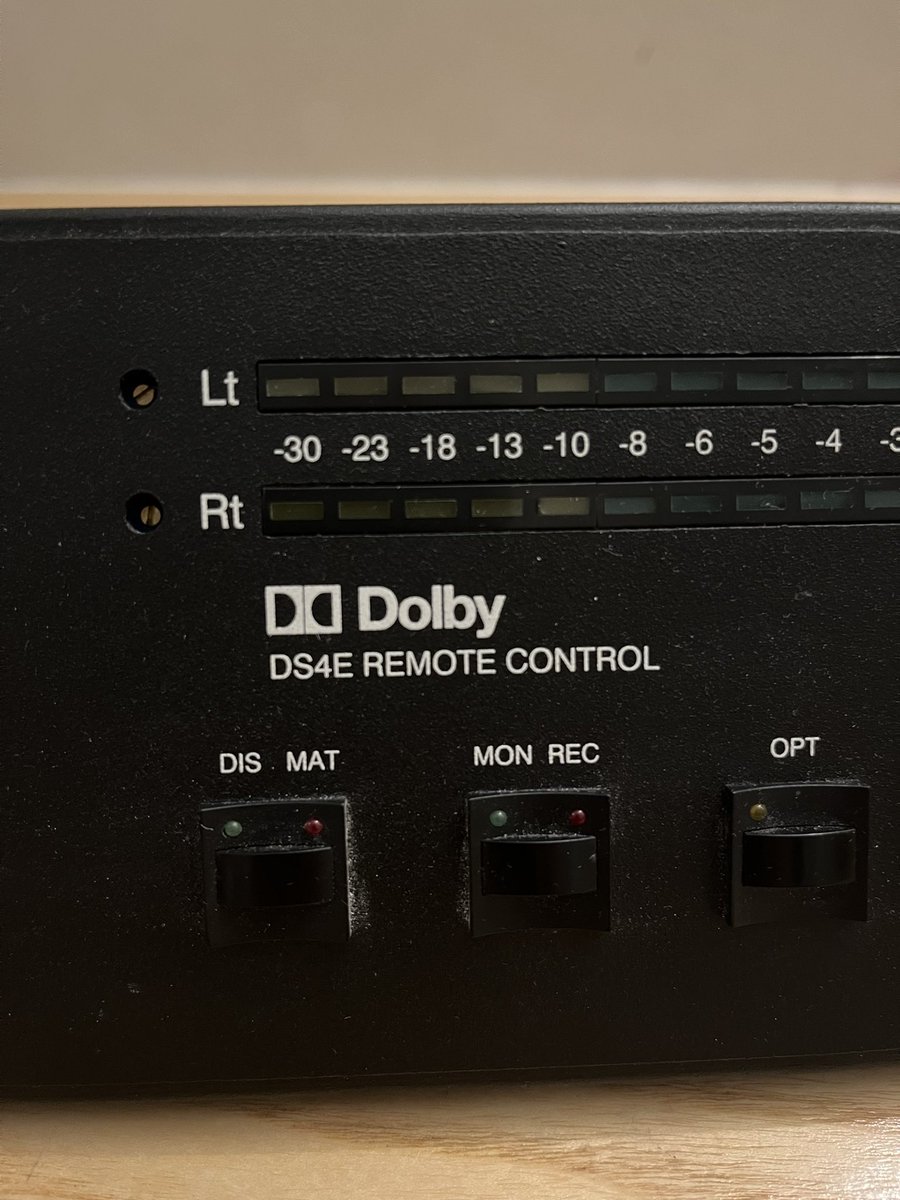 Lt
-30 -23 -18 -13 -10 -8 -6 -5 -4 -3
Rt
Dolby
DS4E REMOTE CONTROL
DIS MAT MON REC OPT